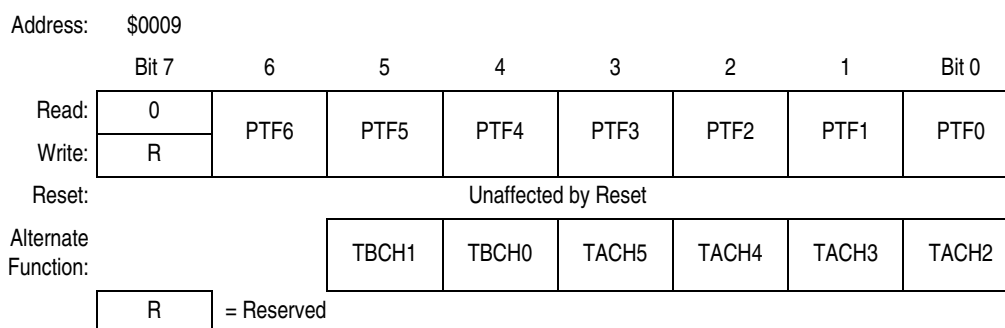 Address: $0009
Bit 7 6 5 4 3 2 1 Bit 0
Read: 0 PTF6 PTF5 PTF4 PTF3 PTF2 PTF1 PTF0
Write: R
Reset: Unaffected by Reset
Alternate
Function: TBCH1 TBCH0 TACH5 TACH4 TACH3 TACH2
R = Reserved